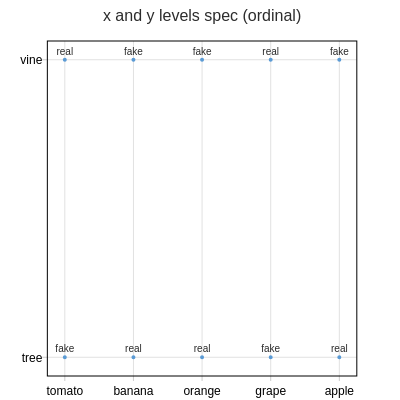 x and y levels spec (ordinal)
real fake fake real fake
vine
fake real real fake real
tree
tomato banana orange grape apple